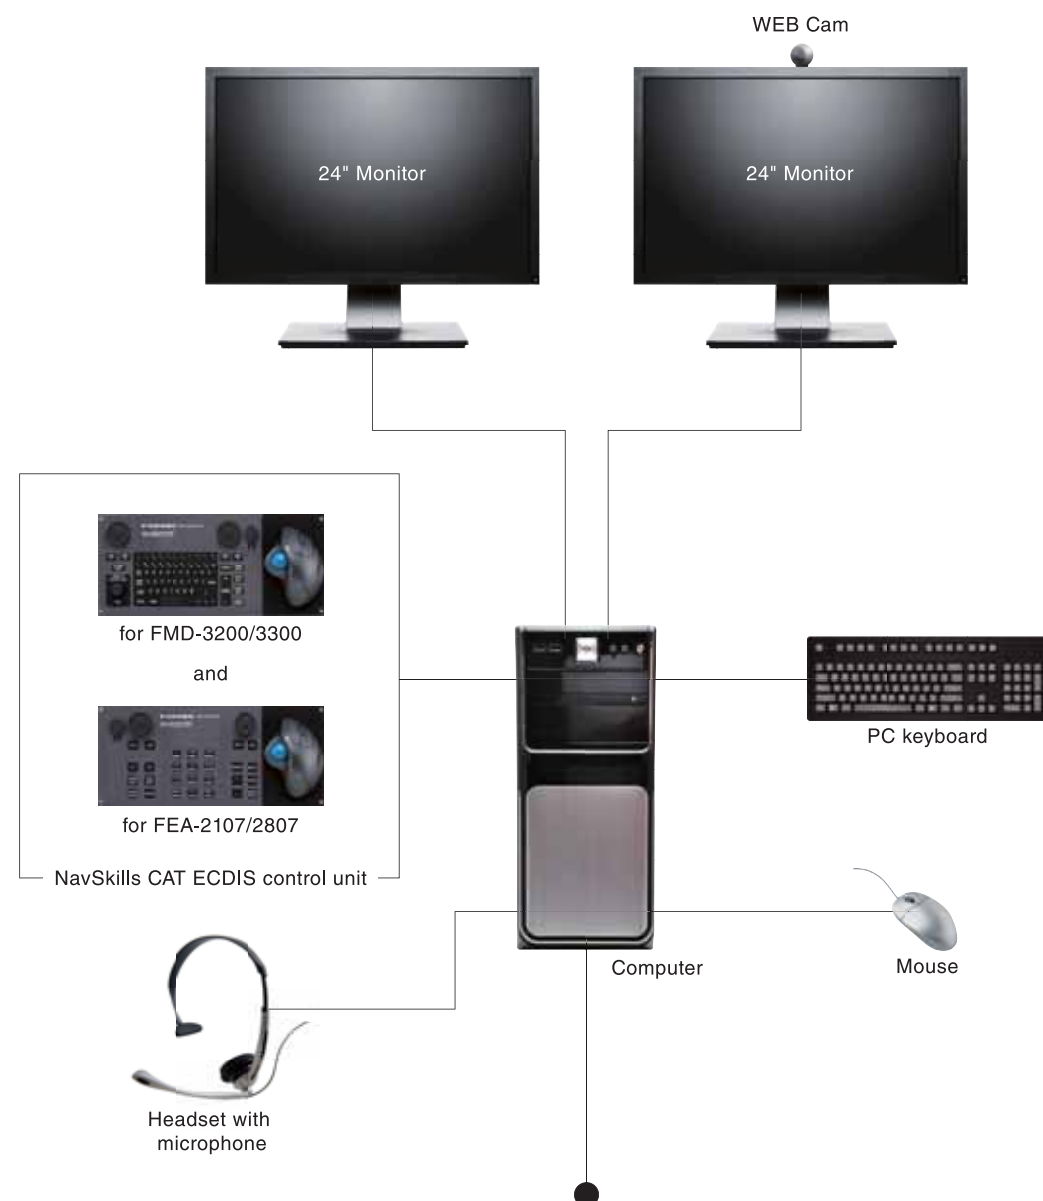 WEB Cam
24" Monitor
24" Monitor
for FMD-3200/3300
and
for FEA-2107/2807
NavSkills CAT ECDIS control unit
PC keyboard
Computer
Mouse
Headset with
microphone